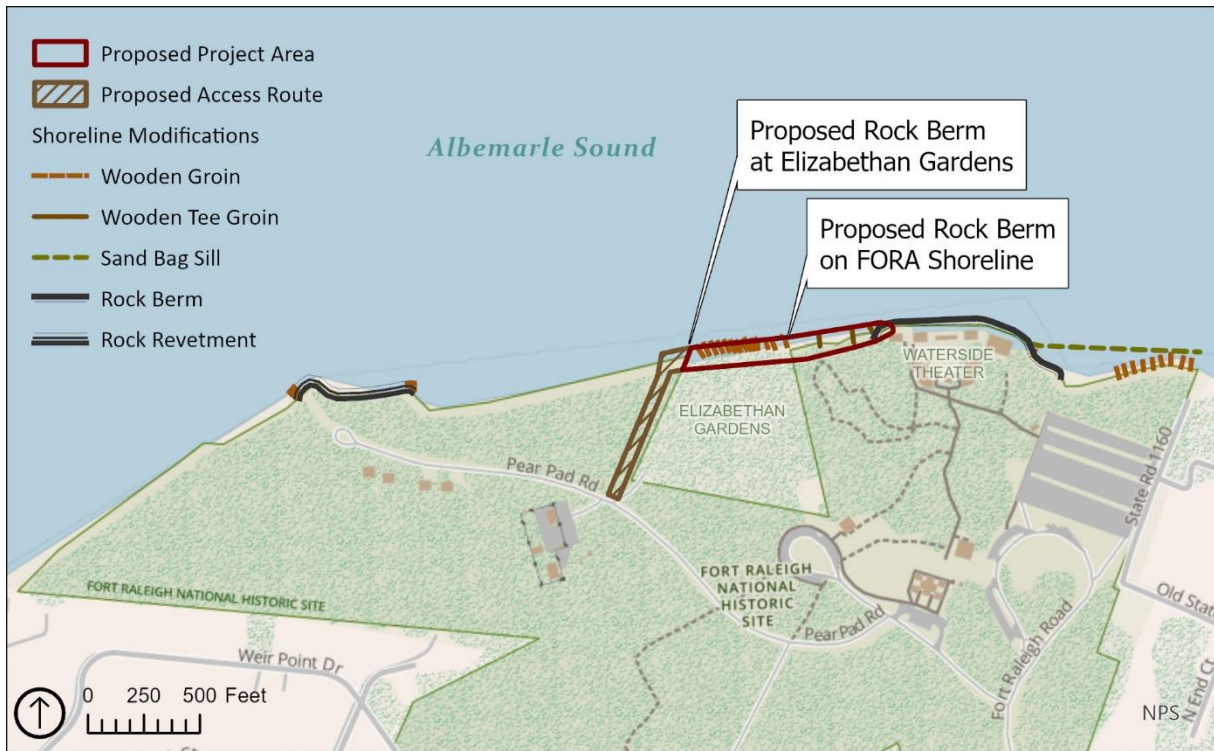 Proposed Project Area
Proposed Access Route
Shoreline Modifications
Wooden Groin
Wooden Tee Groin
Sand Bag Sill
Rock Berm
Rock Revetment
Albemarle Sound
Proposed Rock Berm
at Elizabethan Gardens
Proposed Rock Berm
on FORA Shoreline
WATERSIDE
THEATER
ELIZABETHAN
GARDENS
Pear Pad Rd
State Rd 1160
FORT RALEIGH
NATIONAL
HISTORIC
SITE
FORT RALEIGH NATIONAL HISTORIC SITE
Pear Pad Rd
Old State
Fort Raleigh Road
Weir Point Dr
N End Ct
0 250 500 Feet
NPS